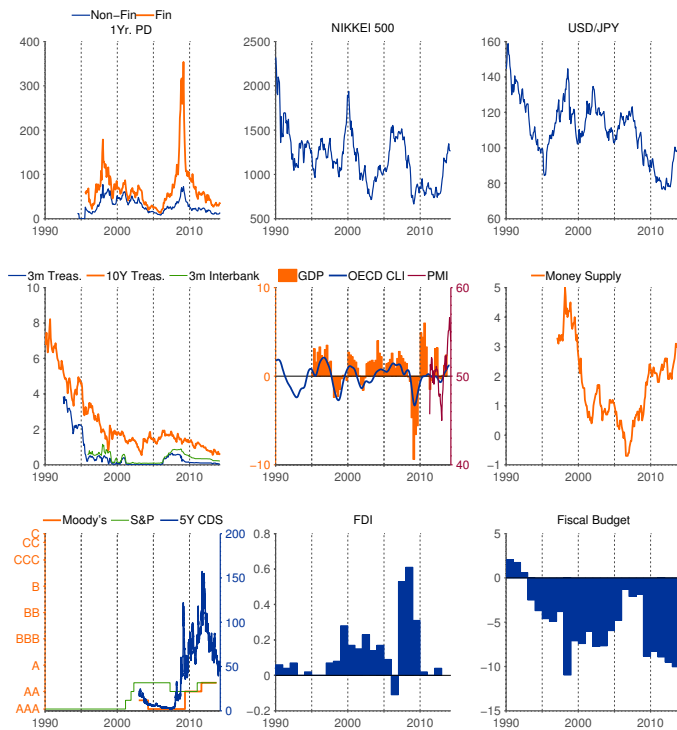 Non−Fin Fin
1Yr. PD
NIKKEI 500
USD/JPY
400
300
200
100
0
1990 2000 2010
2500
2100
1700
1300
900
500
1990 2000 2010
160
140
120
100
80
60
1990 2000 2010
3m Treas. 10Y Treas. 3m Interbank
GDP OECD CLI PMI
Money Supply
10
8
6
4
2
0
1990 2000 2010
10
0
−10
60
50
40
1990 2000 2010
5
4
3
2
1
0
−1
1990 2000 2010
Moody's S&P 5Y CDS
FDI
Fiscal Budget
C
CC
CCC
B
BB
BBB
A
AA
AAA
200
150
100
50
0
1990 2000 2010
0.8
0.6
0.4
0.2
0
−0.2
1990 2000 2010
5
0
−5
−10
−15
1990 2000 2010